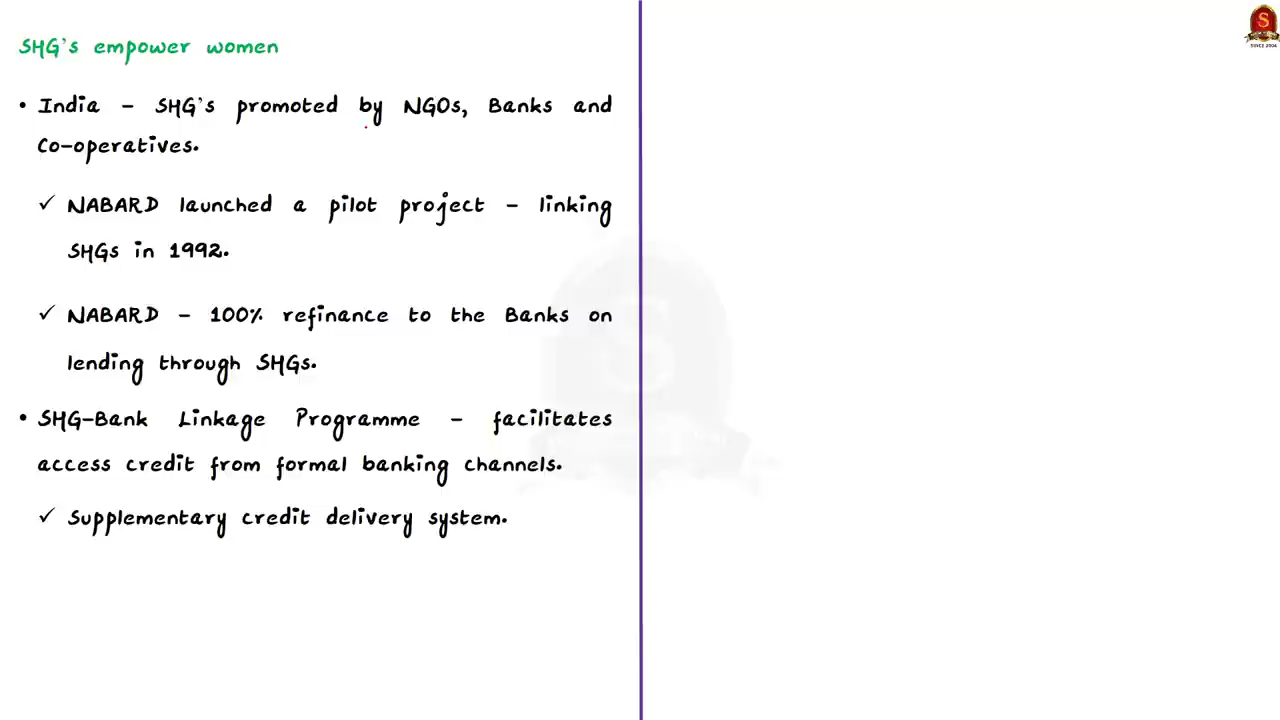 SHG's empower women
• India – SHG's promoted by NGOs, Banks and
Co-operatives.
✓ NABARD launched a pilot project – linking
SHGs in 1992.
✓ NABARD – 100% refinance to the Banks on
lending through SHGs.
• SHG-Bank Linkage Programme – facilitates
access credit from formal banking channels.
✓ Supplementary credit delivery system.
S
SINCE 2004